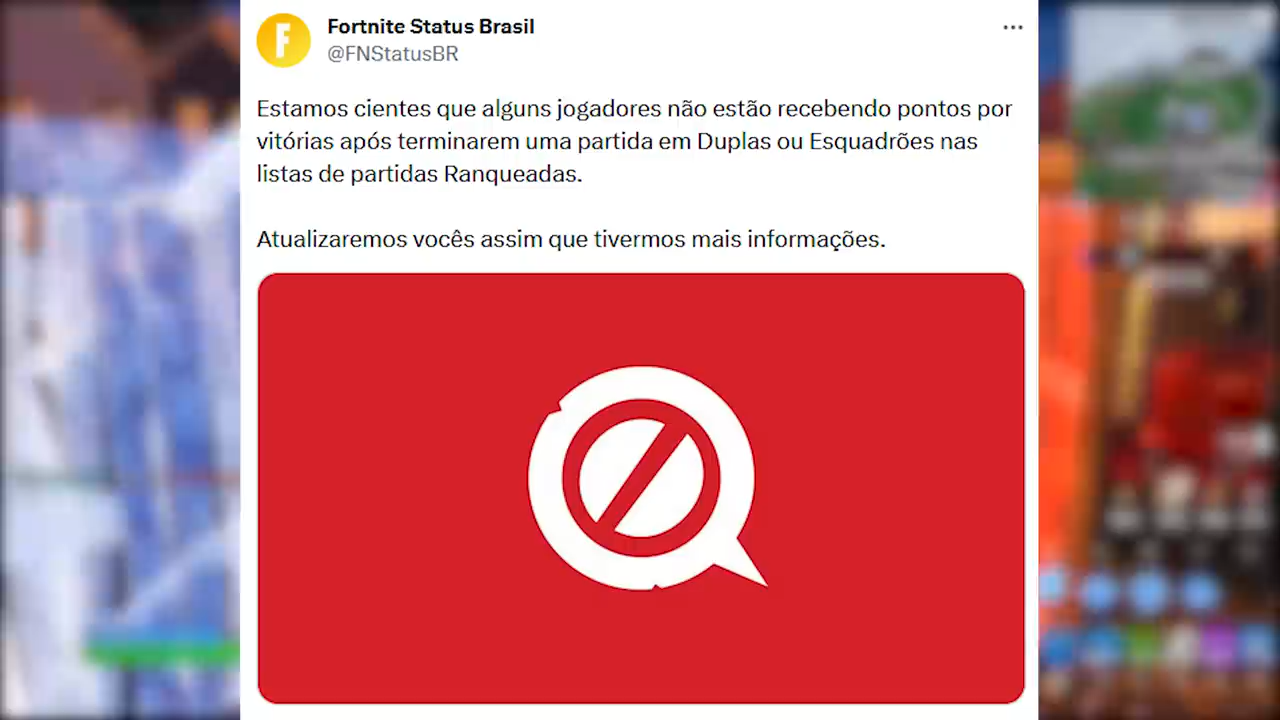 Fortnite Status Brasil
@FNStatusBR
Estamos cientes que alguns jogadores não estão recebendo pontos por
vitórias após terminarem uma partida em Duplas ou Esquadrões nas
listas de partidas Ranqueadas.
Atualizaremos vocês assim que tivermos mais informações.